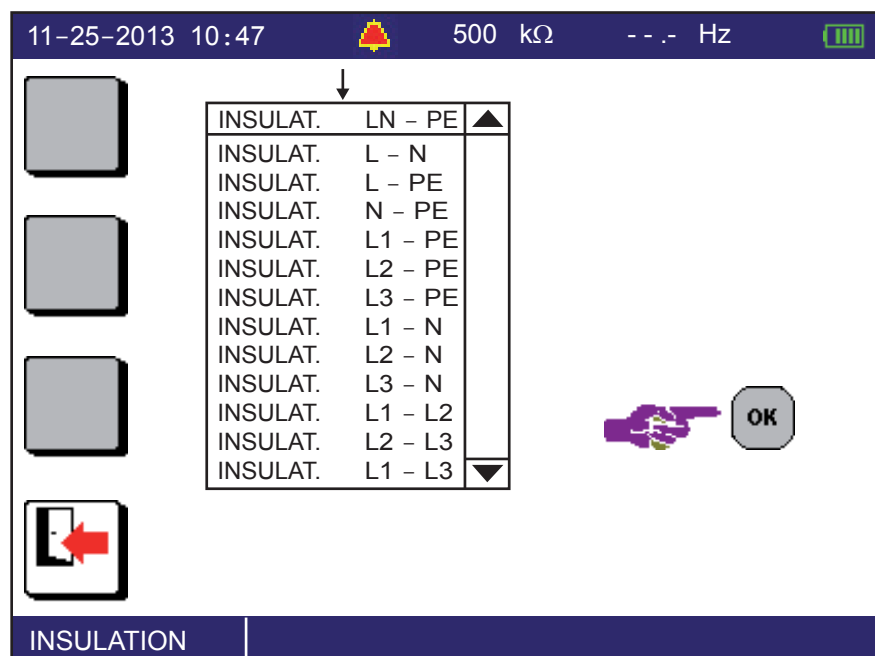 11-25-2013 10:47 500 kΩ - - .- Hz
INSULAT. LN - PE
INSULAT. L - N
INSULAT. L - PE
INSULAT. N - PE
INSULAT. L1 - PE
INSULAT. L2 - PE
INSULAT. L3 - PE
INSULAT. L1 - N
INSULAT. L2 - N
INSULAT. L3 - N
INSULAT. L1 - L2
INSULAT. L2 - L3
INSULAT. L1 - L3
OK
INSULATION